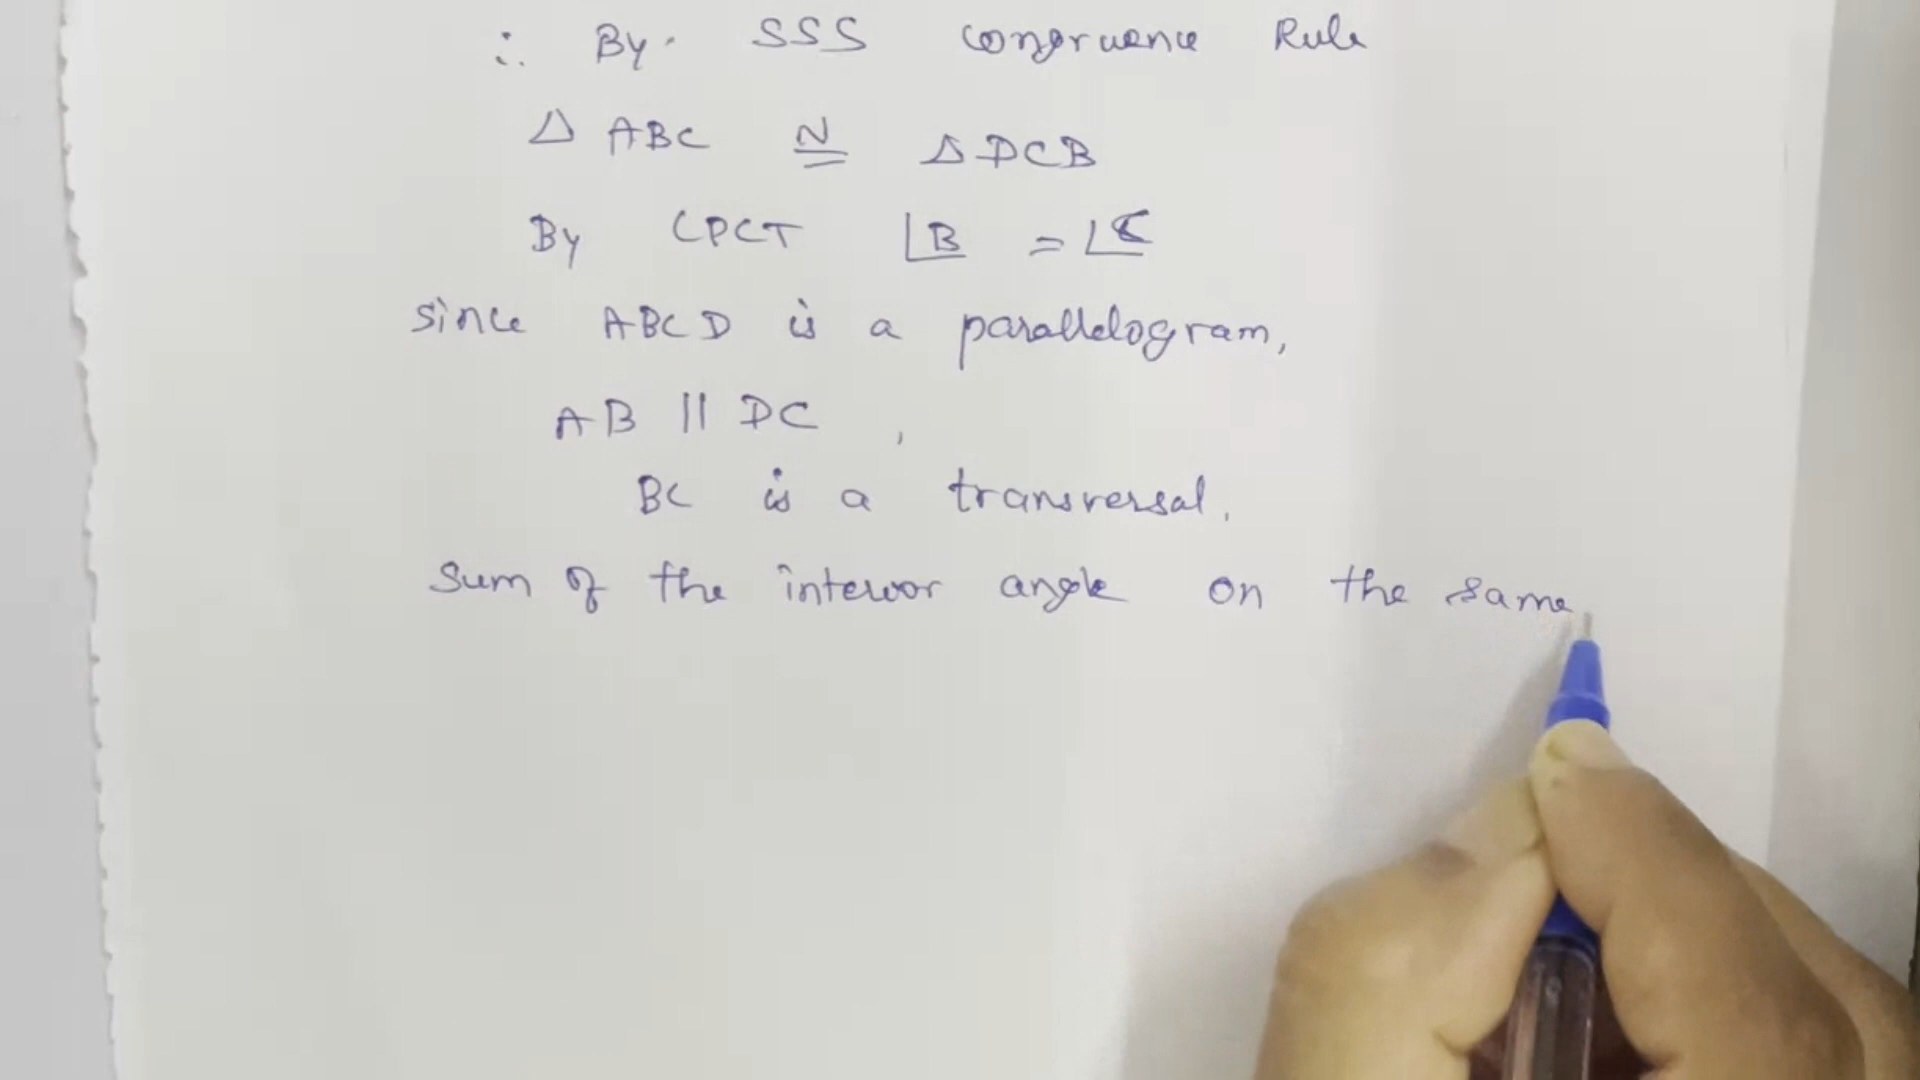 ∴ By. SSS congruence Rule
△ ABC ≅ △ DCB
By CPCT ∠B = ∠C
since ABCD is a parallelogram,
AB || DC ,
BC is a transversal.
Sum of the interior angle on the same